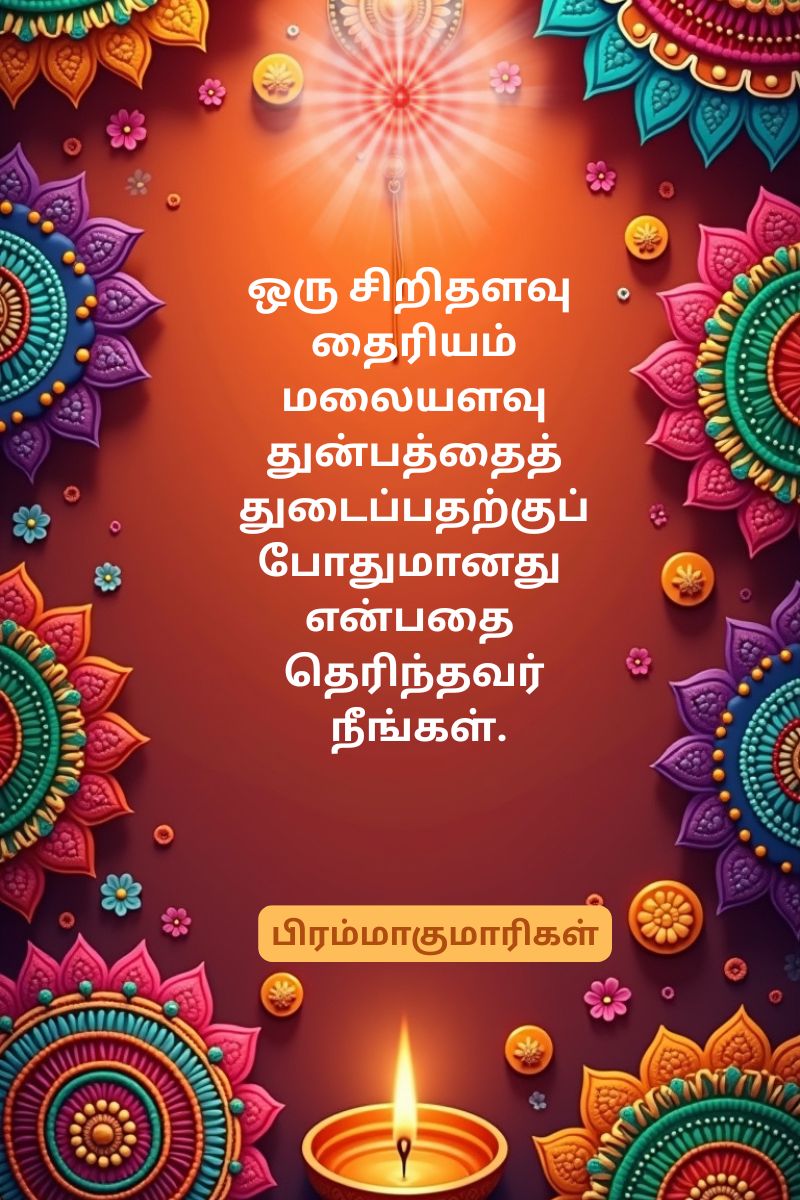 ஒரு சிறிதளவு
தைரியம்
மலையளவு
துன்பத்தைத்
துடைப்பதற்குப்
போதுமானது
என்பதை
தெரிந்தவர்
நீங்கள்.
பிரம்மாகுமாரிகள்